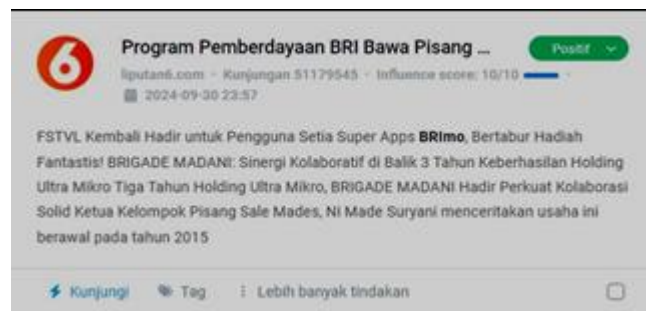 6
Program Pemberdayaan BRI Bawa Pisang ...
Positif
liputan6.com - Kunjungan 51179545 - Influence score: 10/10
2024-09-30 23:57
FSTVL Kembali Hadir untuk Pengguna Setia Super Apps BRImo, Bertabur Hadiah
Fantastis! BRIGADE MADANI: Sinergi Kolaboratif di Balik 3 Tahun Keberhasilan Holding
Ultra Mikro Tiga Tahun Holding Ultra Mikro, BRIGADE MADANI Hadir Perkuat Kolaborasi
Solid Ketua Kelompok Pisang Sale Mades, Ni Made Suryani menceritakan usaha ini
berawal pada tahun 2015
Kunjungi Tag Lebih banyak tindakan